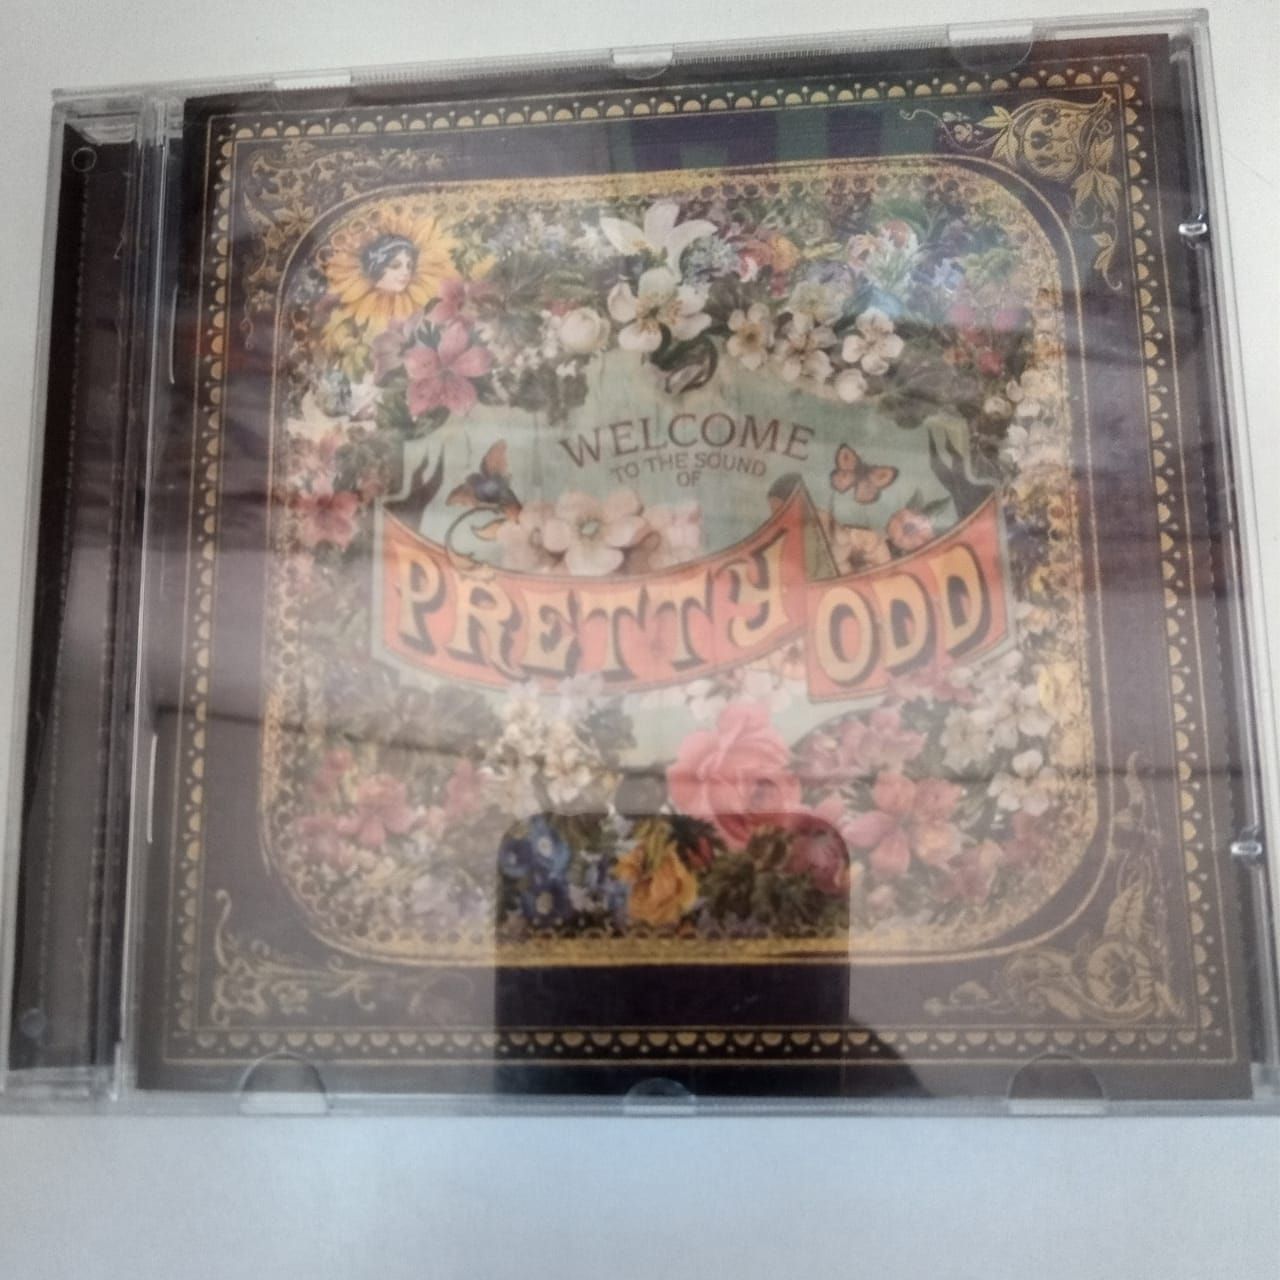 WELCOME
TO THE SOUND
OF
PRETTY ODD